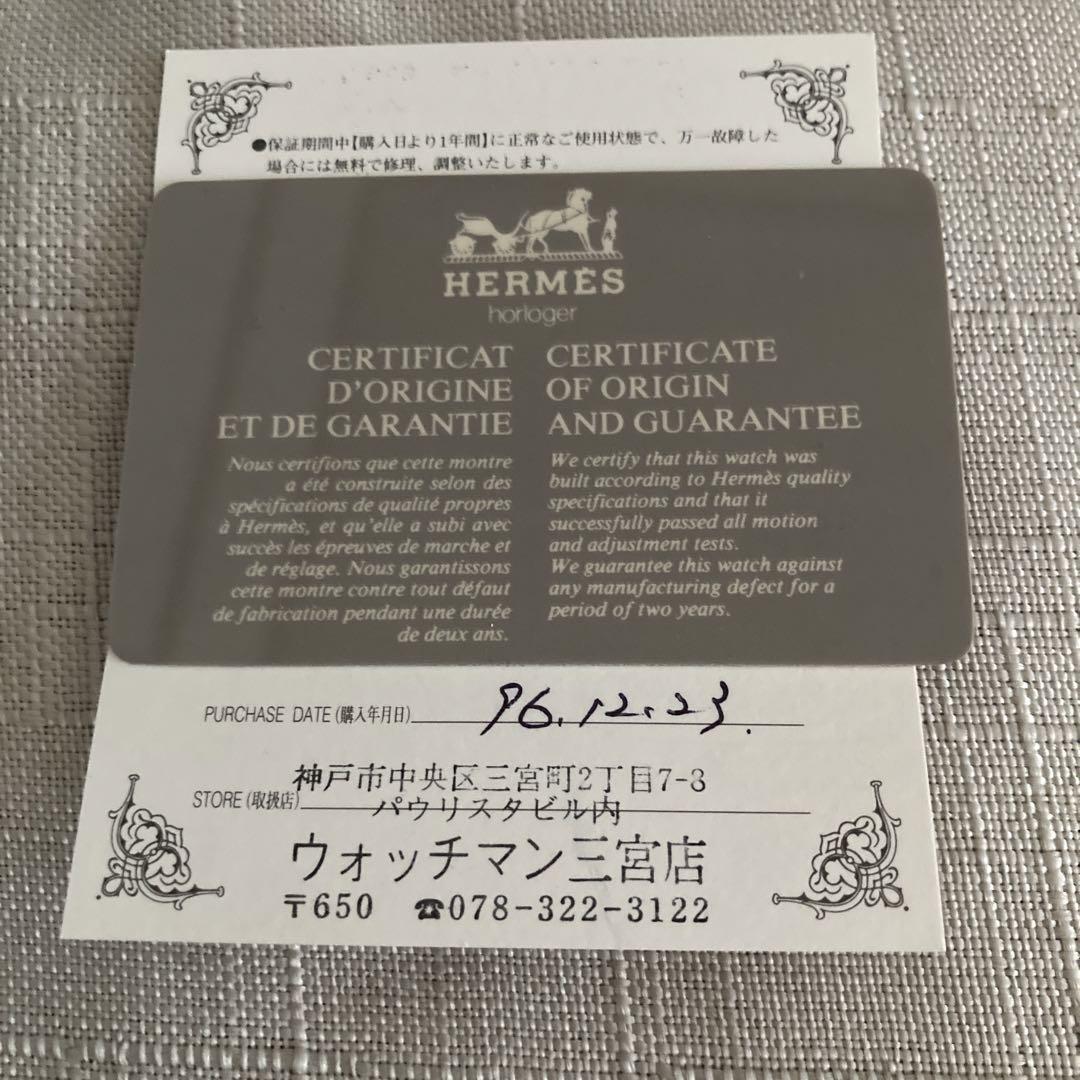 ●保証期間中【購入日より1年間】に正常なご使用状態で、万一故障した
場合には無料で修理、調整いたします。
HERMÈS
horloger
CERTIFICAT
D'ORIGINE
ET DE GARANTIE
Nous certifions que cette montre
a été construite selon des
spécifications de qualité propres
à Hermès, et qu'elle a subi avec
succès les épreuves de marche et
de réglage. Nous garantissons
cette montre contre tout défaut
de fabrication pendant une durée
de deux ans.
CERTIFICATE
OF ORIGIN
AND GUARANTEE
We certify that this watch was
built according to Hermès quality
specifications and that it
successfully passed all motion
and adjustment tests.
We guarantee this watch against
any manufacturing defect for a
period of two years.
PURCHASE DATE (購入年月日) 96.12.23.
神戸市中央区三宮町2丁目7-3
STORE (取扱店) パウリスタビル内
ウォッチマン三宮店
〒650 ☎078-322-3122